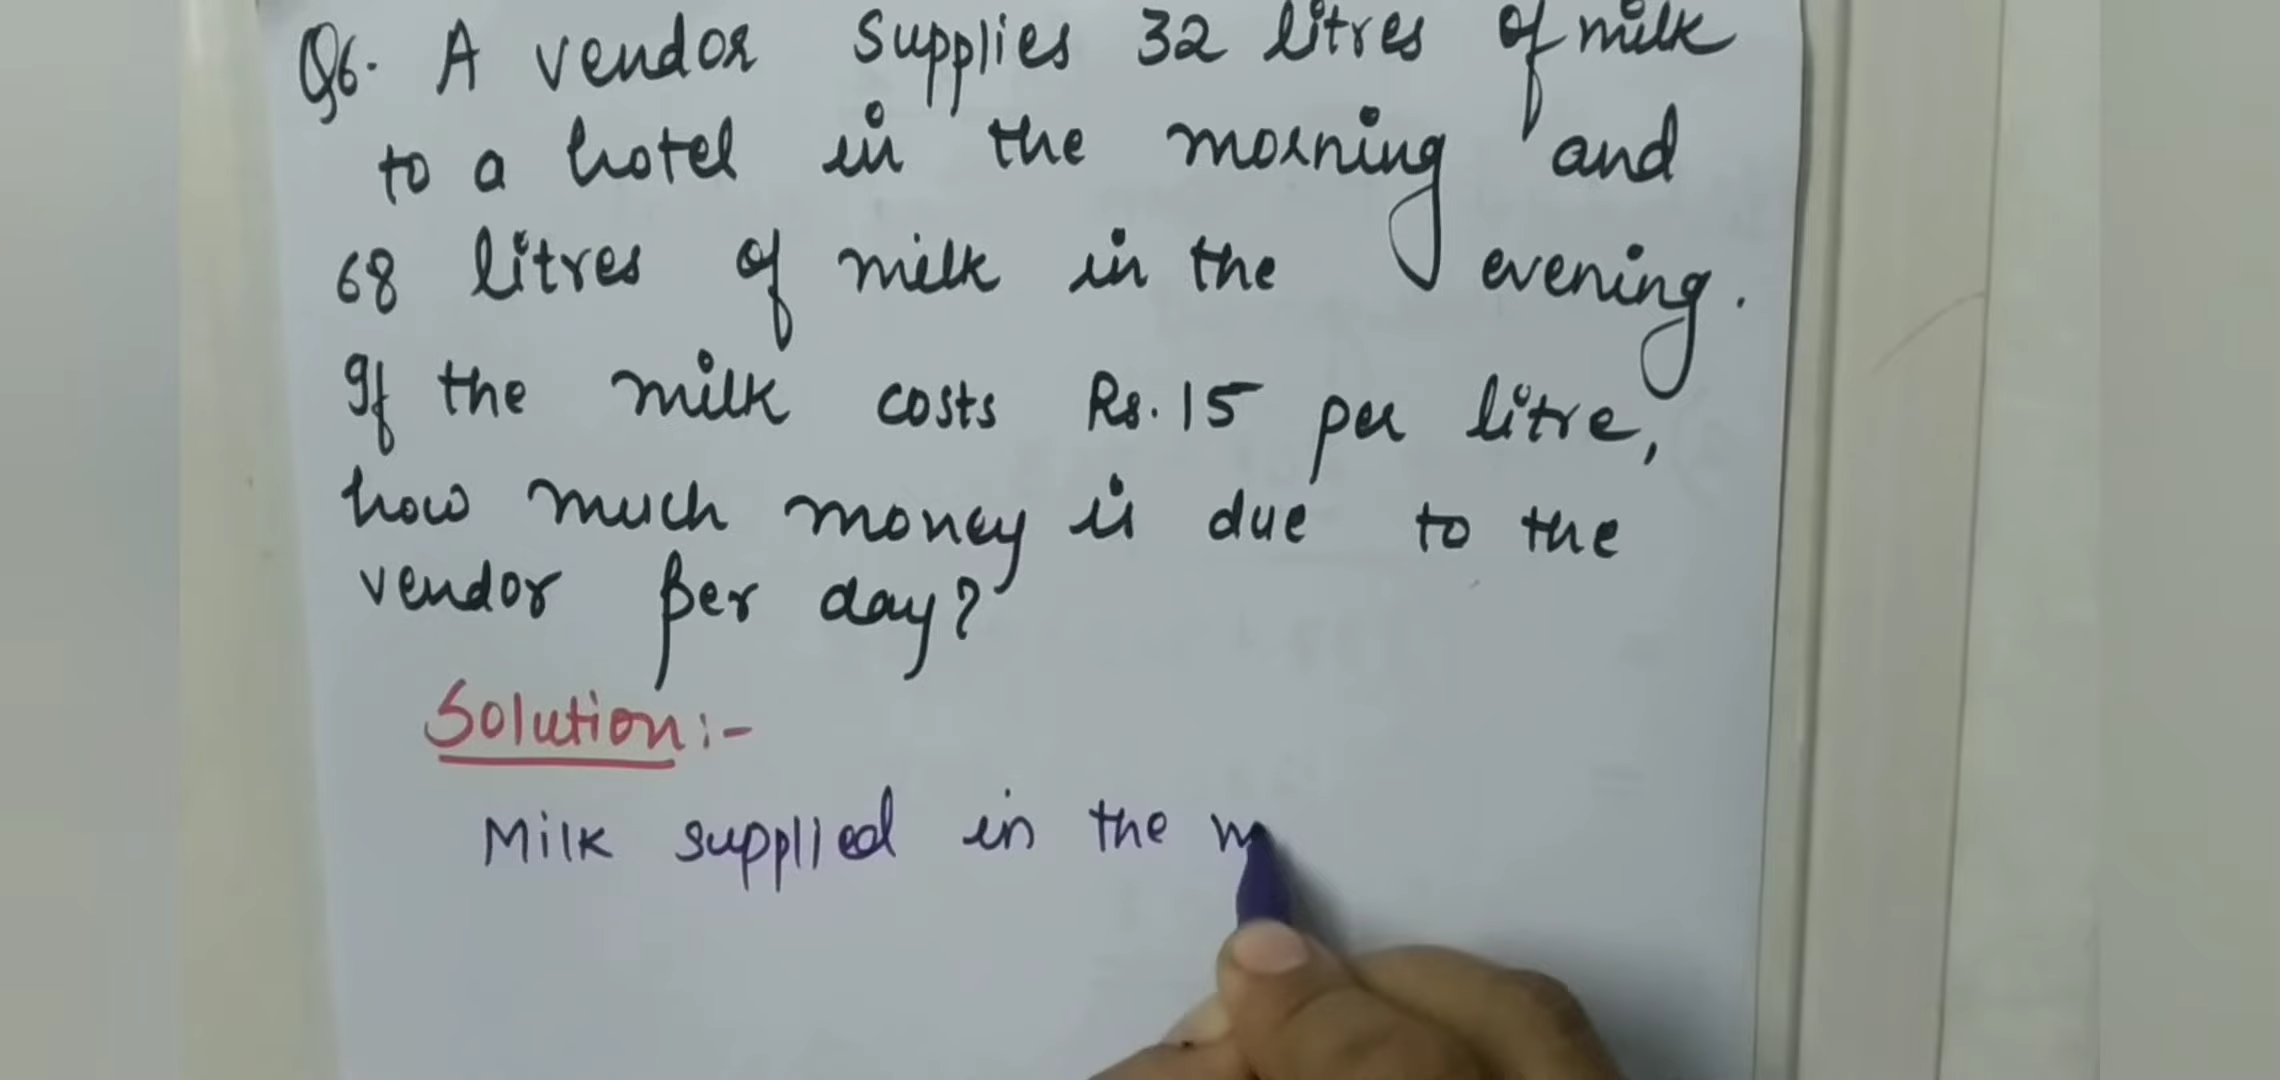 Q6. A vendor supplies 32 litres of milk
to a hotel in the morning and
68 litres of milk in the evening.
If the milk costs Rs. 15 per litre,
how much money is due to the
vendor per day?
Solution:-
Milk supplied in the